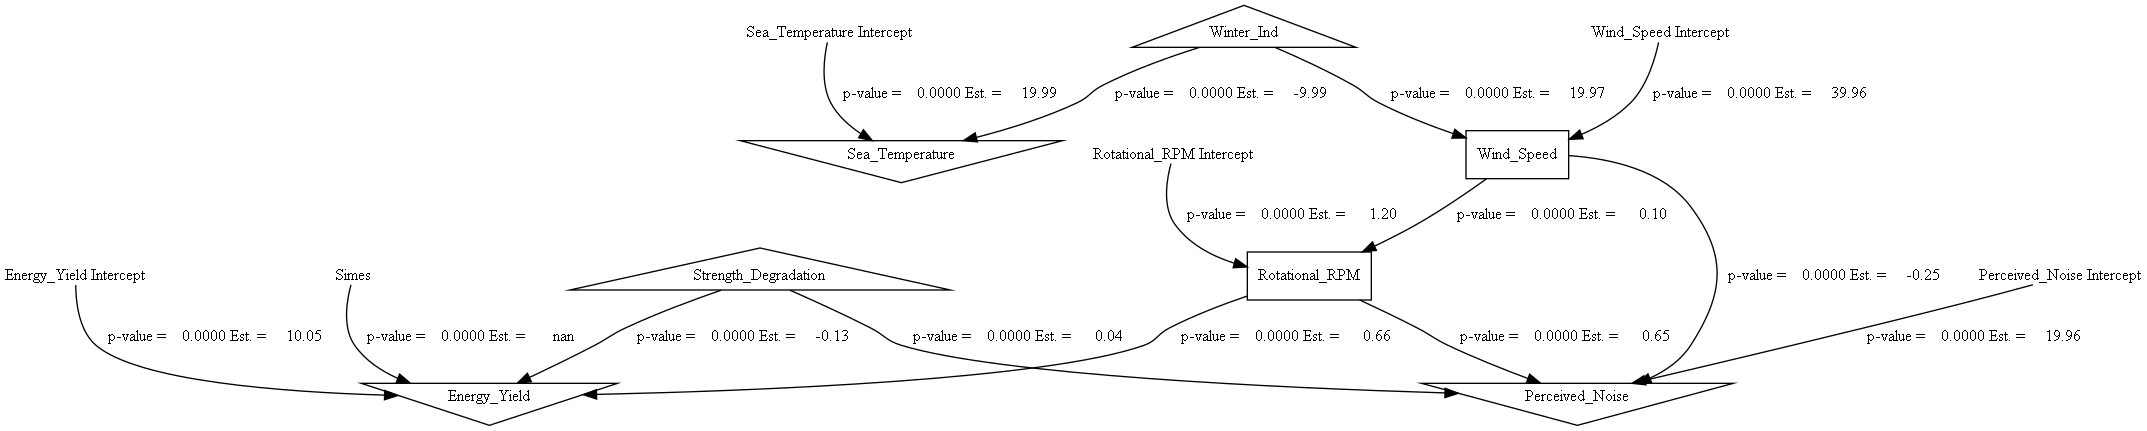 Sea_Temperature Intercept
Winter_Ind
Wind_Speed Intercept
p-value = 0.0000 Est. = 19.99
p-value = 0.0000 Est. = -9.99
p-value = 0.0000 Est. = 19.97
p-value = 0.0000 Est. = 39.96
Sea_Temperature
Rotational_RPM Intercept
Wind_Speed
p-value = 0.0000 Est. = 1.20
p-value = 0.0000 Est. = 0.10
Energy_Yield Intercept
Simes
Strength_Degradation
Rotational_RPM
p-value = 0.0000 Est. = -0.25
Perceived_Noise Intercept
p-value = 0.0000 Est. = 10.05
p-value = 0.0000 Est. = nan
p-value = 0.0000 Est. = -0.13
p-value = 0.0000 Est. = 0.04
p-value = 0.0000 Est. = 0.66
p-value = 0.0000 Est. = 0.65
p-value = 0.0000 Est. = 19.96
Energy_Yield
Perceived_Noise